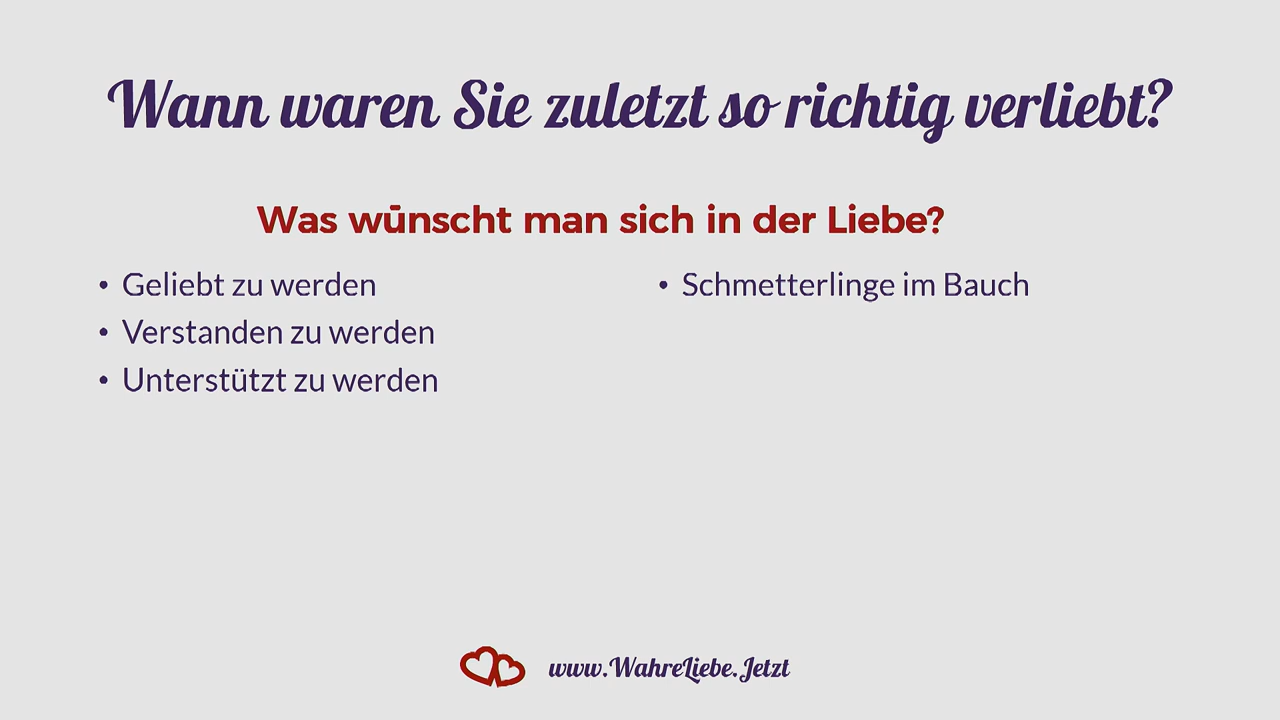 Wann waren Sie zuletzt so richtig verliebt?
Was wünscht man sich in der Liebe?
• Geliebt zu werden
• Verstanden zu werden
• Unterstützt zu werden
• Schmetterlinge im Bauch
www.WahreLiebe.Jetzt